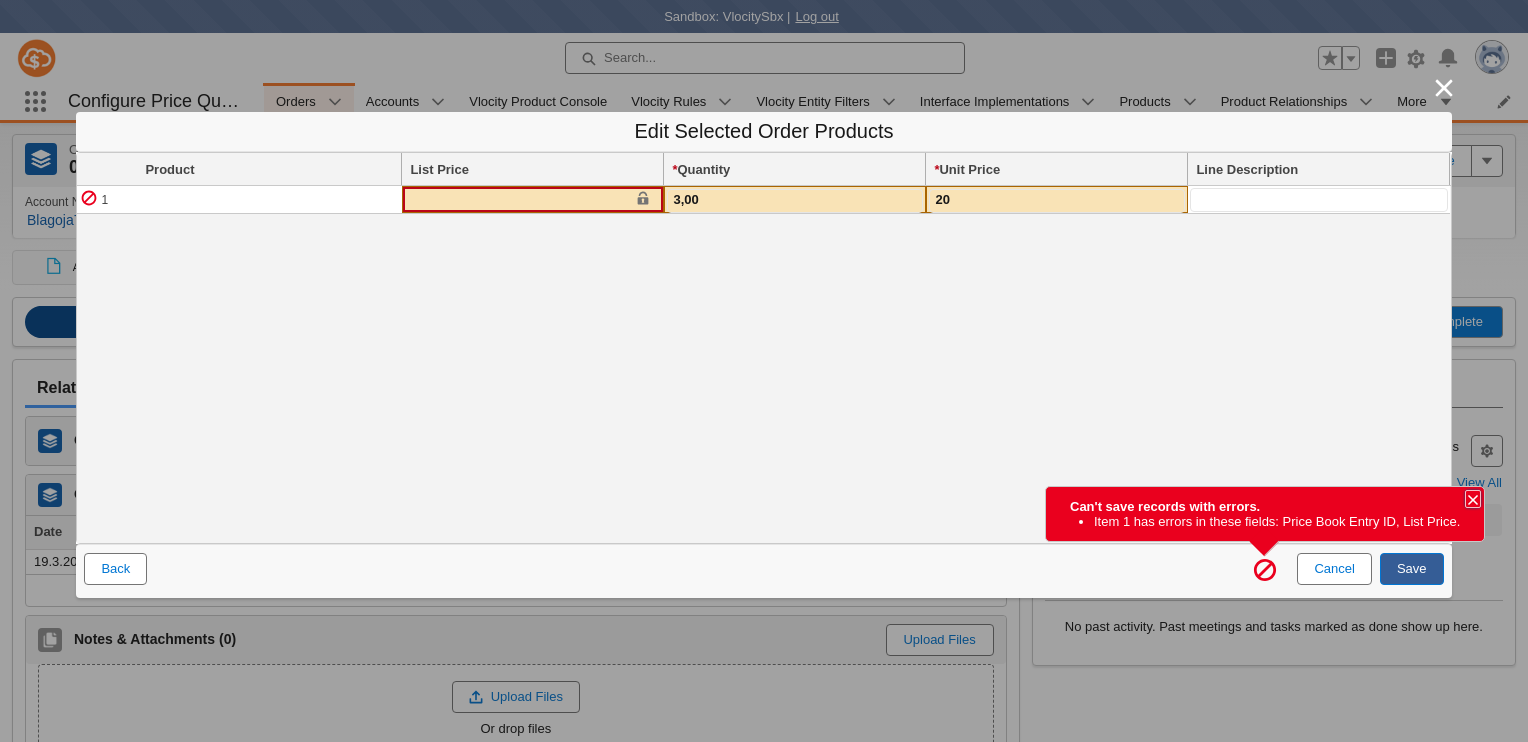 Sandbox: VlocitySbx | Log out
Search...
Configure Price Qu…
Orders Accounts Vlocity Product Console Vlocity Rules Vlocity Entity Filters Interface Implementations Products Product Relationships More
Edit Selected Order Products
Product List Price *Quantity *Unit Price Line Description
1 3,00 20
Account
Relat
View All
Can't save records with errors.
• Item 1 has errors in these fields: Price Book Entry ID, List Price.
Date
19.3.20
Back Cancel Save
No past activity. Past meetings and tasks marked as done show up here.
Notes & Attachments (0) Upload Files
Upload Files
Or drop files